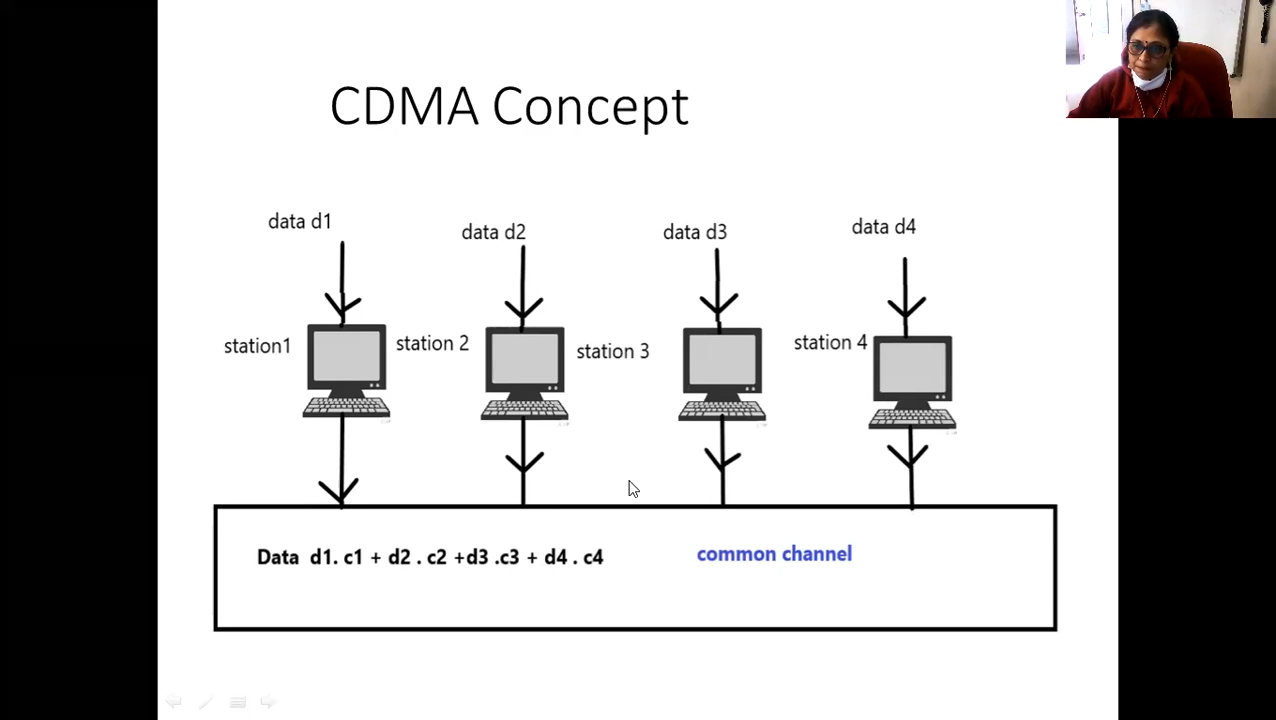 CDMA Concept
data d1
data d2
data d3
data d4
station1
station 2
station 3
station 4
Data d1. c1 + d2 . c2 +d3 .c3 + d4 . c4
common channel